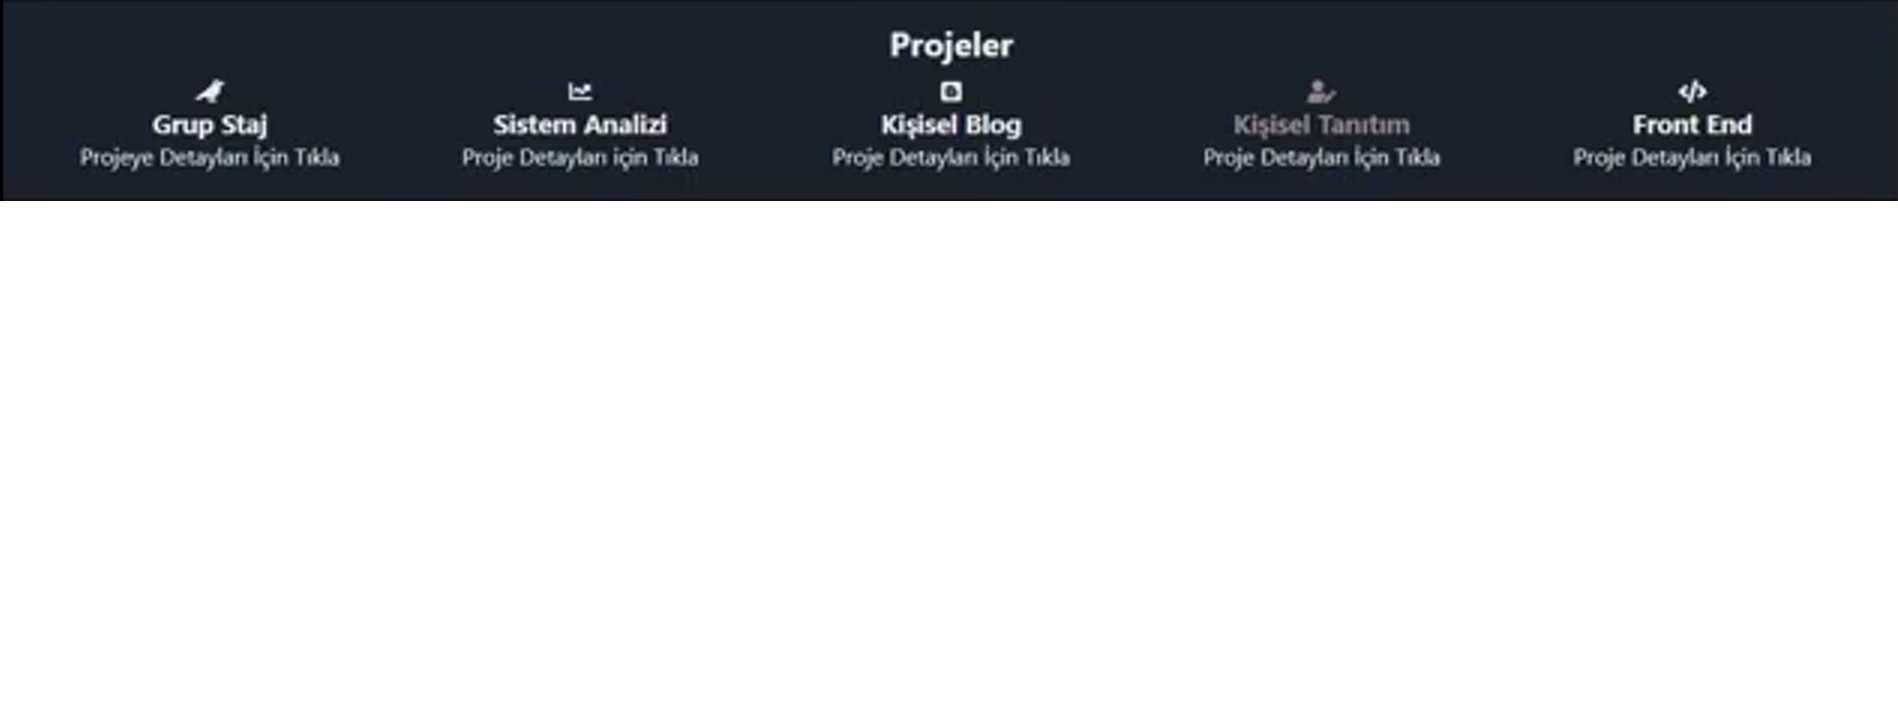 Projeler
Grup Staj
Projeye Detayları İçin Tıkla
Sistem Analizi
Proje Detayları için Tıkla
Kişisel Blog
Proje Detayları İçin Tıkla
Kişisel Tanıtım
Proje Detayları İçin Tıkla
Front End
Proje Detayları İçin Tıkla